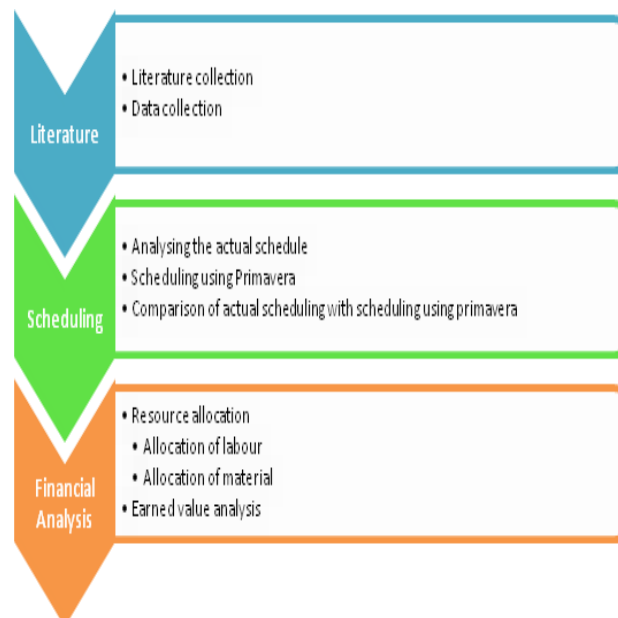 Literature
• Literature collection
• Data collection
Scheduling
• Analysing the actual schedule
• Scheduling using Primavera
• Comparison of actual scheduling with scheduling using primavera
Financial
Analysis
• Resource allocation
• Allocation of labour
• Allocation of material
• Earned value analysis